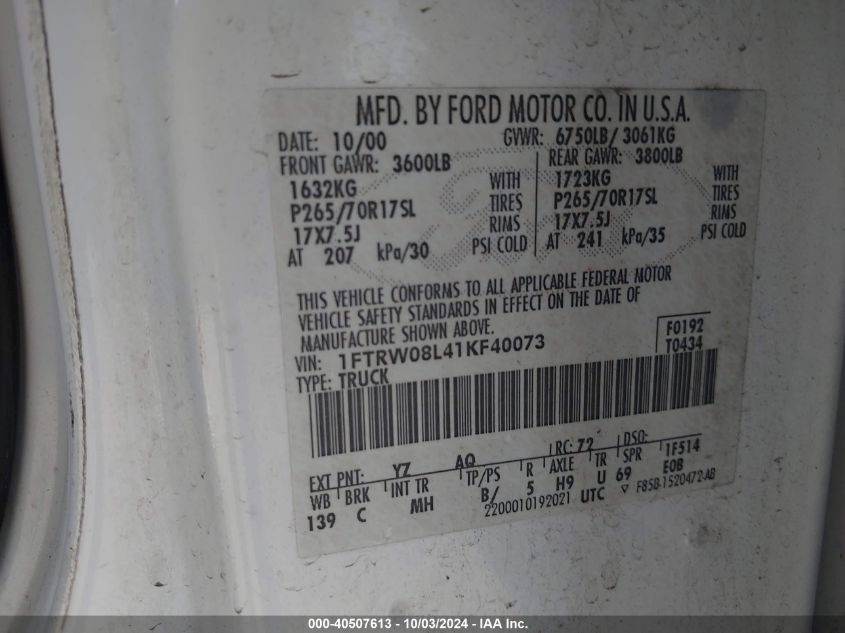 MFD. BY FORD MOTOR CO. IN U.S.A.
DATE: 10/00 GVWR: 6750LB/ 3061KG
FRONT GAWR: 3600LB REAR GAWR: 3800LB
1632KG WITH 1723KG WITH
P265/70R17SL TIRES P265/70R17SL TIRES
17X7.5J RIMS 17X7.5J RIMS
AT 207 kPa/30 PSI COLD AT 241 kPa/35 PSI COLD
THIS VEHICLE CONFORMS TO ALL APPLICABLE FEDERAL MOTOR
VEHICLE SAFETY STANDARDS IN EFFECT ON THE DATE OF
MANUFACTURE SHOWN ABOVE.
VIN: 1FTRW08L41KF40073 F0192
TYPE: TRUCK T0434
EXT PNT: YZ AQ RC: 72 DSO:
WB BRK INT TR TP/PS R AXLE TR SPR 1F514
139 C MH B/ 5 H9 U 69 EOB
2200010192021 UTC F85B-1520472-AB
000-40507613 - 10/03/2024 - IAA Inc.